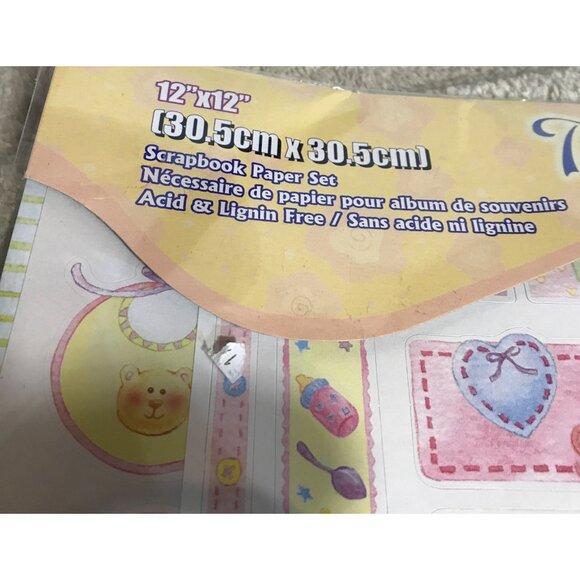 12"x12"
(30.5cm x 30.5cm)
Scrapbook Paper Set
Nécessaire de papier pour album de souvenirs
Acid & Lignin Free / Sans acide ni lignine